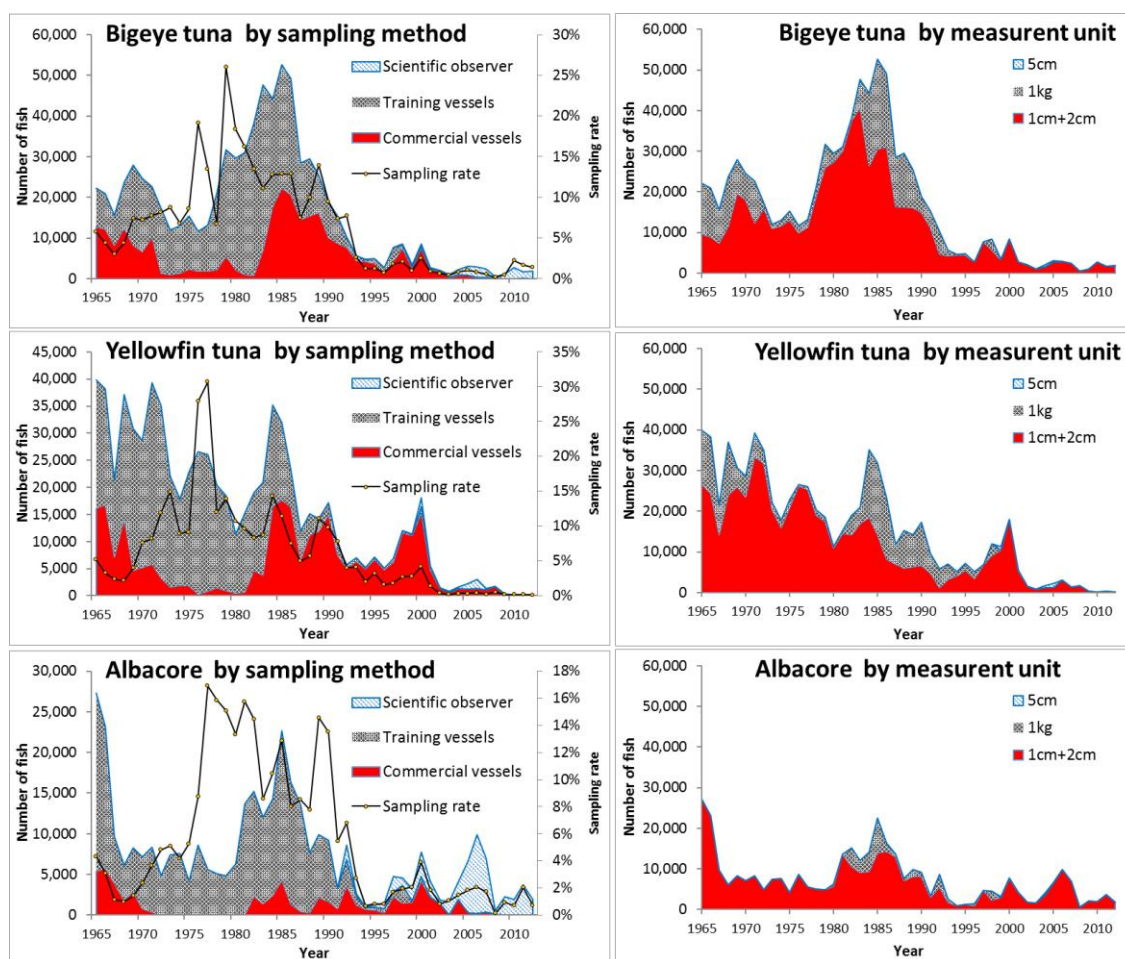 Bigeye tuna by sampling method
60,000
50,000
40,000
30,000
20,000
10,000
0
Number of fish
30%
25%
20%
15%
10%
5%
0%
Sampling rate
Scientific observer
Training vessels
Commercial vessels
Sampling rate
1965 1970 1975 1980 1985 1990 1995 2000 2005 2010
Year
Bigeye tuna by measurent unit
60,000
50,000
40,000
30,000
20,000
10,000
0
Number of fish
5cm
1kg
1cm+2cm
1965 1970 1975 1980 1985 1990 1995 2000 2005 2010
Year
Yellowfin tuna by sampling method
45,000
40,000
35,000
30,000
25,000
20,000
15,000
10,000
5,000
0
Number of fish
35%
30%
25%
20%
15%
10%
5%
0%
Sampling rate
Scientific observer
Training vessels
Commercial vessels
Sampling rate
1965 1970 1975 1980 1985 1990 1995 2000 2005 2010
Year
Yellowfin tuna by measurent unit
60,000
50,000
40,000
30,000
20,000
10,000
0
Number of fish
5cm
1kg
1cm+2cm
1965 1970 1975 1980 1985 1990 1995 2000 2005 2010
Year
Albacore by sampling method
30,000
25,000
20,000
15,000
10,000
5,000
0
Number of fish
18%
16%
14%
12%
10%
8%
6%
4%
2%
0%
Sampling rate
Scientific observer
Training vessels
Commercial vessels
Sampling rate
1965 1970 1975 1980 1985 1990 1995 2000 2005 2010
Year
Albacore by measurent unit
60,000
50,000
40,000
30,000
20,000
10,000
0
Number of fish
5cm
1kg
1cm+2cm
1965 1970 1975 1980 1985 1990 1995 2000 2005 2010
Year